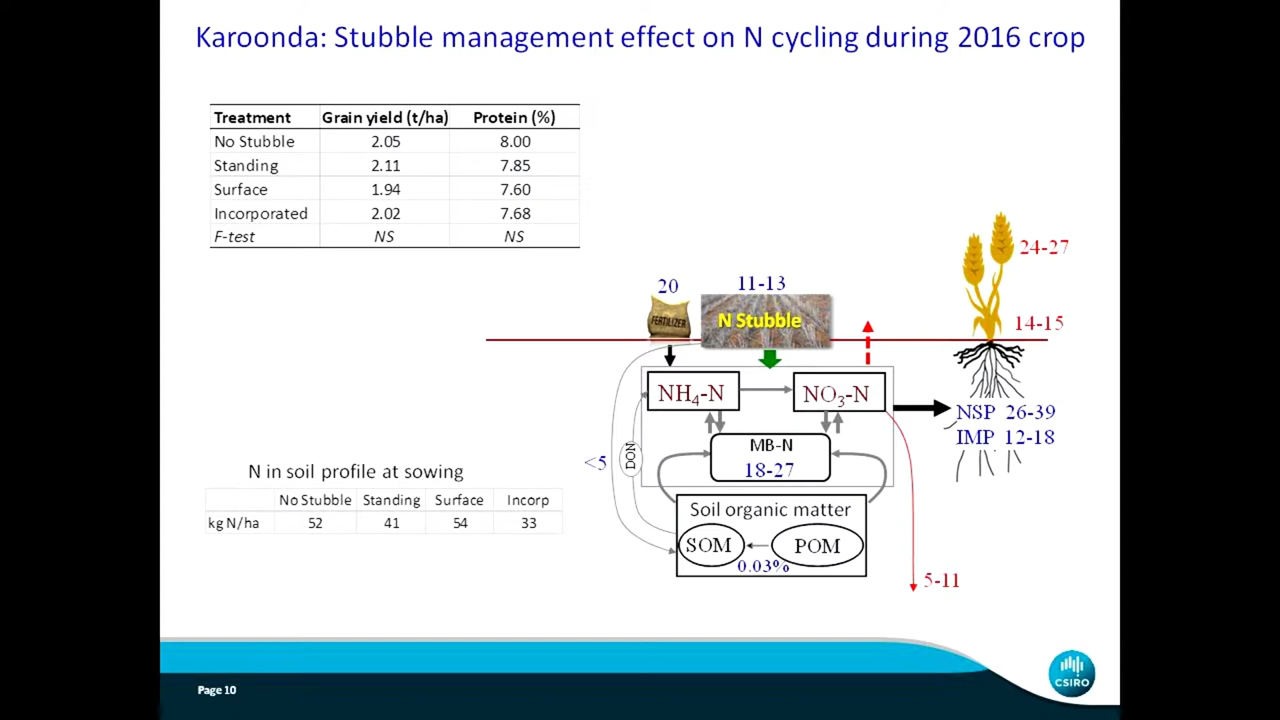 Karoonda: Stubble management effect on N cycling during 2016 crop
Treatment Grain yield (t/ha) Protein (%)
No Stubble 2.05 8.00
Standing 2.11 7.85
Surface 1.94 7.60
Incorporated 2.02 7.68
F-test NS NS
24-27
20 11-13
FERTILIZER N Stubble 14-15
NH4-N NO3-N
NSP 26-39
IMP 12-18
MB-N
18-27
<5 DON
N in soil profile at sowing
No Stubble Standing Surface Incorp
kg N/ha 52 41 54 33
Soil organic matter
SOM POM
0.03%
5-11
CSIRO
Page 10